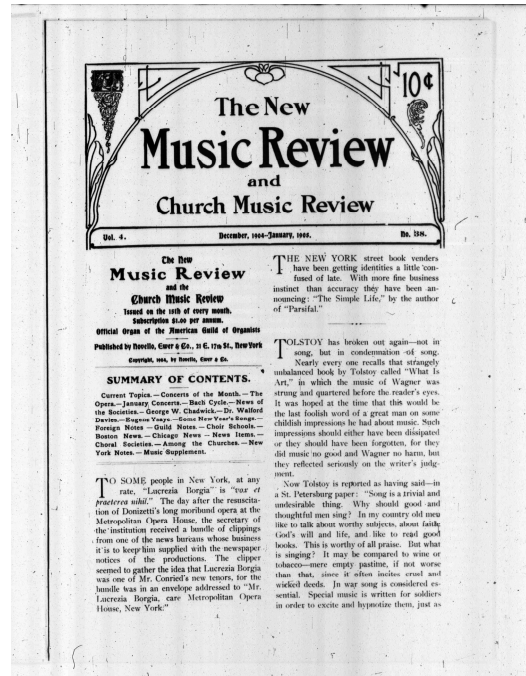 10¢
The New
Music Review
and
Church Music Review
Vol. 4.
December, 1904–January, 1905.
No. 38.
The New
Music Review
and the
Church Music Review
Issued on the 15th of every month.
Subscription $1.00 per annum.
Official Organ of the American Guild of Organists
Published by Novello, Ewer & Co., 21 E. 17th St., New York
Copyright, 1904, by Novello, Ewer & Co.
SUMMARY OF CONTENTS.
Current Topics. — Concerts of the Month. — The
Opera. — January Concerts. — Bach Cycle. — News of
the Societies. — George W. Chadwick. — Dr. Walford
Davies. — Eugene Ysaye. — Some New Year's Songs. —
Foreign Notes — Guild Notes. — Choir Schools. —
Boston News. — Chicago News — News Items. —
Choral Societies. — Among the Churches. — New
York Notes. — Music Supplement.
TO SOME people in New York, at any
rate, "Lucrezia Borgia" is "vox et
praeterea nihil." The day after the resuscita-
tion of Donizetti's long moribund opera at the
Metropolitan Opera House, the secretary of
the institution received a bundle of clippings
from one of the news bureaus whose business
it is to keep him supplied with the newspaper
notices of the productions. The clipper
seemed to gather the idea that Lucrezia Borgia
was one of Mr. Conried's new tenors, for the
bundle was in an envelope addressed to "Mr.
Lucrezia Borgia, care Metropolitan Opera
House, New York."
THE NEW YORK street book venders
have been getting identities a little con-
fused of late. With more fine business
instinct than accuracy they have been an-
nouncing: "The Simple Life," by the author
of "Parsifal."
TOLSTOY has broken out again—not in
song, but in condemnation of song.
Nearly every one recalls that strangely
unbalanced book by Tolstoy called "What Is
Art," in which the music of Wagner was
strung and quartered before the reader's eyes.
It was hoped at the time that this would be
the last foolish word of a great man on some
childish impressions he had about music. Such
impressions should either have been dissipated
or they should have been forgotten, for they
did music no good and Wagner no harm, but
they reflected seriously on the writer's judg-
ment.
Now Tolstoy is reported as having said—in
a St. Petersburg paper: "Song is a trivial and
undesirable thing. Why should good and
thoughtful men sing? In my country old men
like to talk about worthy subjects, about faith,
God's will and life, and like to read good
books. This is worthy of all praise. But what
is singing? It may be compared to wine or
tobacco—mere empty pastime, if not worse
than that, since it often incites cruel and
wicked deeds. In war song is considered es-
sential. Special music is written for soldiers
in order to excite and hypnotize them, just as